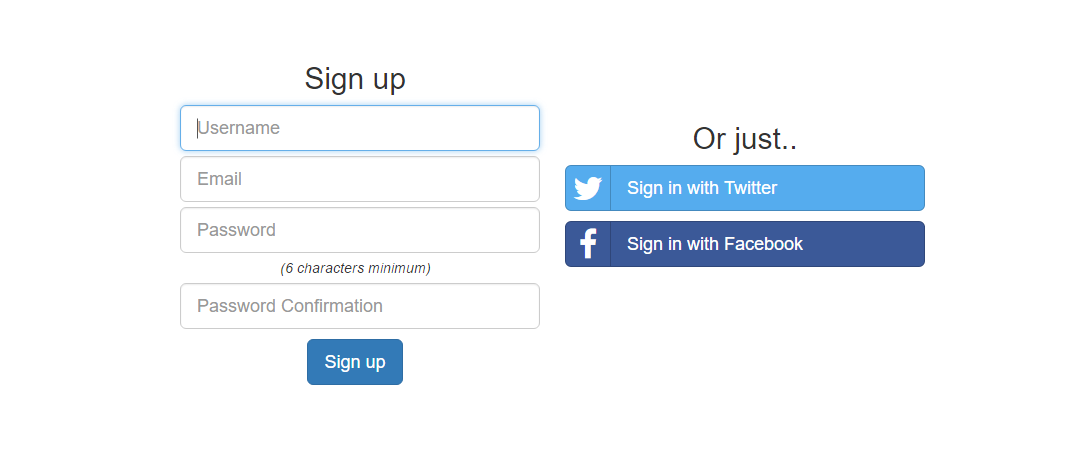 Sign up
Username
Email
Password
(6 characters minimum)
Password Confirmation
Sign up
Or just..
Sign in with Twitter
Sign in with Facebook